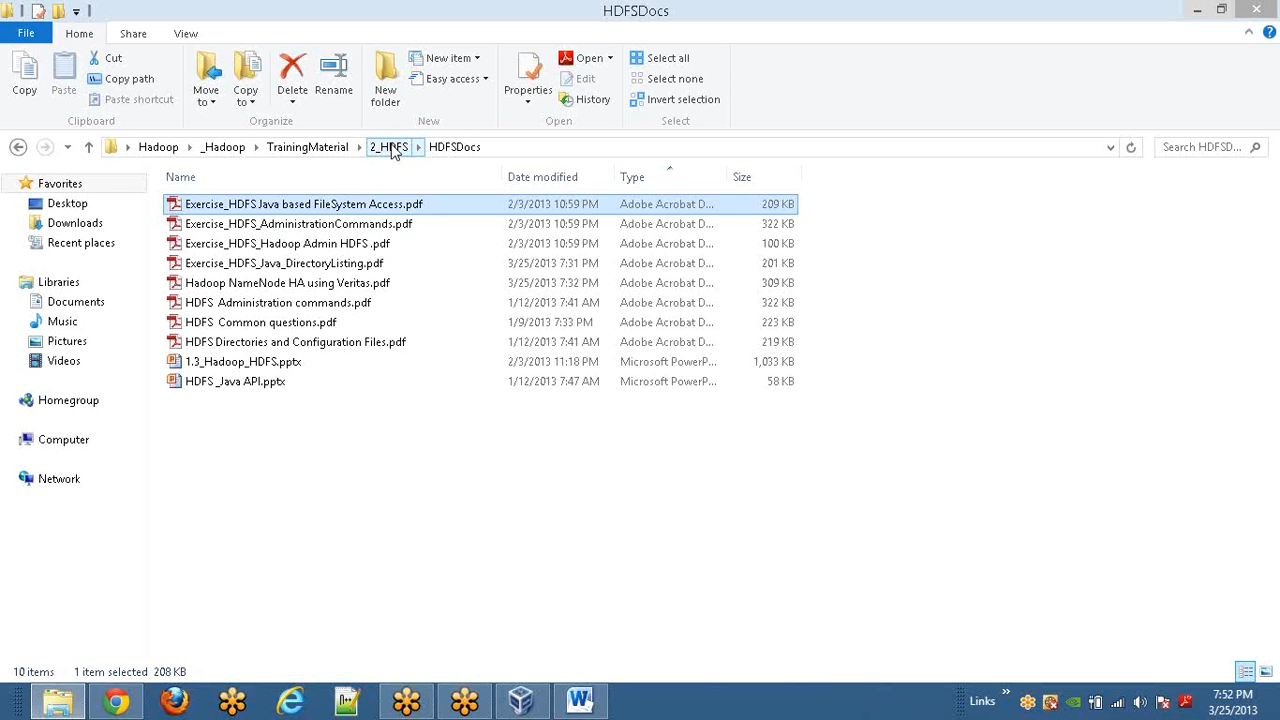 HDFSDocs
File Home Share View
Copy Paste Cut Copy path Paste shortcut Move to Copy to Delete Rename New folder New item Easy access Properties Open Edit History Select all Select none Invert selection
Clipboard Organize New Open Select
Hadoop _Hadoop TrainingMaterial 2_HDFS HDFSDocs Search HDFSD...
Name Date modified Type Size
Favorites
Desktop
Downloads
Recent places
Libraries
Documents
Music
Pictures
Videos
Homegroup
Computer
Network
Exercise_HDFS Java based FileSystem Access.pdf 2/3/2013 10:59 PM Adobe Acrobat D... 209 KB
Exercise_HDFS_AdministrationCommands.pdf 2/3/2013 10:59 PM Adobe Acrobat D... 322 KB
Exercise_HDFS_Hadoop Admin HDFS .pdf 2/3/2013 10:59 PM Adobe Acrobat D... 100 KB
Exercise_HDFS_Java_DirectoryListing.pdf 3/25/2013 7:31 PM Adobe Acrobat D... 201 KB
Hadoop NameNode HA using Veritas.pdf 3/25/2013 7:32 PM Adobe Acrobat D... 309 KB
HDFS Administration commands.pdf 1/12/2013 7:41 AM Adobe Acrobat D... 322 KB
HDFS Common questions.pdf 1/9/2013 7:33 PM Adobe Acrobat D... 223 KB
HDFS Directories and Configuration Files.pdf 1/12/2013 7:41 AM Adobe Acrobat D... 219 KB
1.3_Hadoop_HDFS.pptx 2/3/2013 11:18 PM Microsoft PowerP... 1,033 KB
HDFS _Java API.pptx 1/12/2013 7:47 AM Microsoft PowerP... 58 KB
10 items 1 item selected 208 KB
Links
7:52 PM
3/25/2013